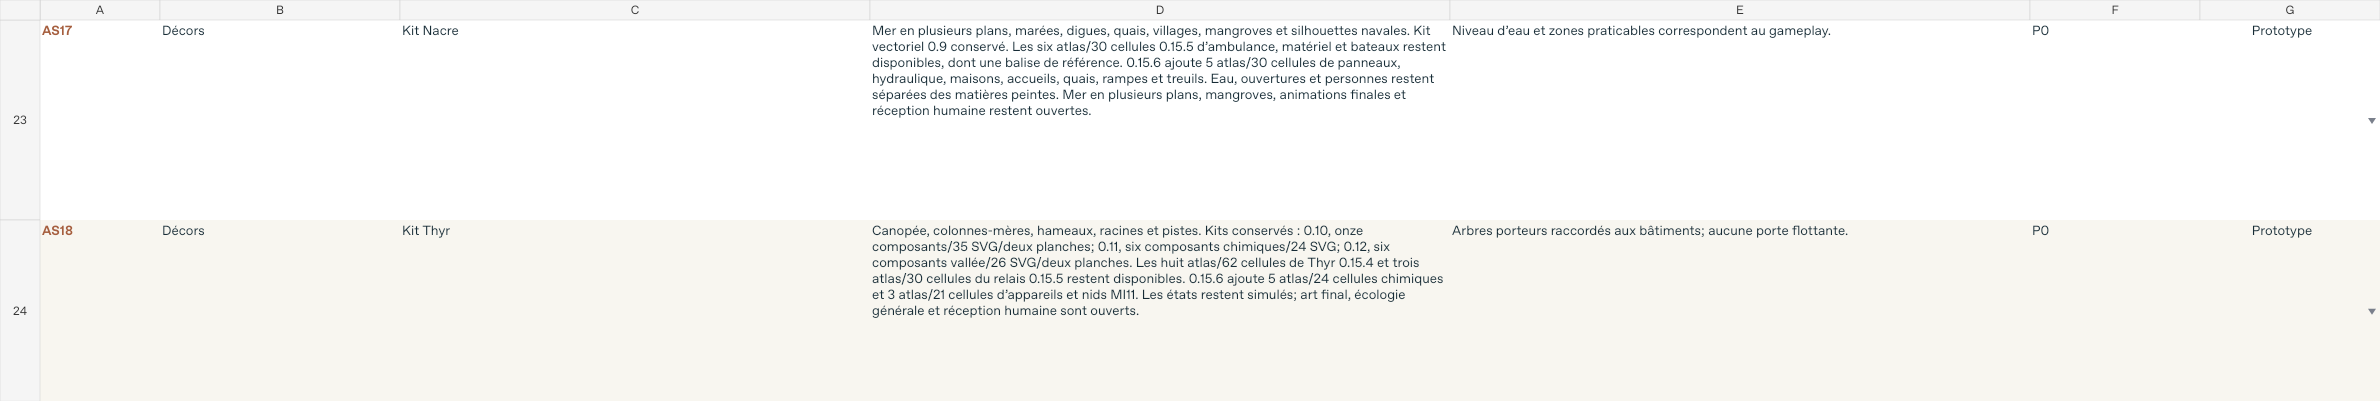 A B C D E F G
23
AS17
Décors
Kit Nacre
Mer en plusieurs plans, marées, digues, quais, villages, mangroves et silhouettes navales. Kit
vectoriel 0.9 conservé. Les six atlas/30 cellules 0.15.5 d’ambulance, matériel et bateaux restent
disponibles, dont une balise de référence. 0.15.6 ajoute 5 atlas/30 cellules de panneaux,
hydraulique, maisons, accueils, quais, rampes et treuils. Eau, ouvertures et personnes restent
séparées des matières peintes. Mer en plusieurs plans, mangroves, animations finales et
réception humaine restent ouvertes.
Niveau d’eau et zones praticables correspondent au gameplay.
P0
Prototype
24
AS18
Décors
Kit Thyr
Canopée, colonnes-mères, hameaux, racines et pistes. Kits conservés : 0.10, onze
composants/35 SVG/deux planches; 0.11, six composants chimiques/24 SVG; 0.12, six
composants vallée/26 SVG/deux planches. Les huit atlas/62 cellules de Thyr 0.15.4 et trois
atlas/30 cellules du relais 0.15.5 restent disponibles. 0.15.6 ajoute 5 atlas/24 cellules chimiques
et 3 atlas/21 cellules d’appareils et nids MI11. Les états restent simulés; art final, écologie
générale et réception humaine sont ouverts.
Arbres porteurs raccordés aux bâtiments; aucune porte flottante.
P0
Prototype